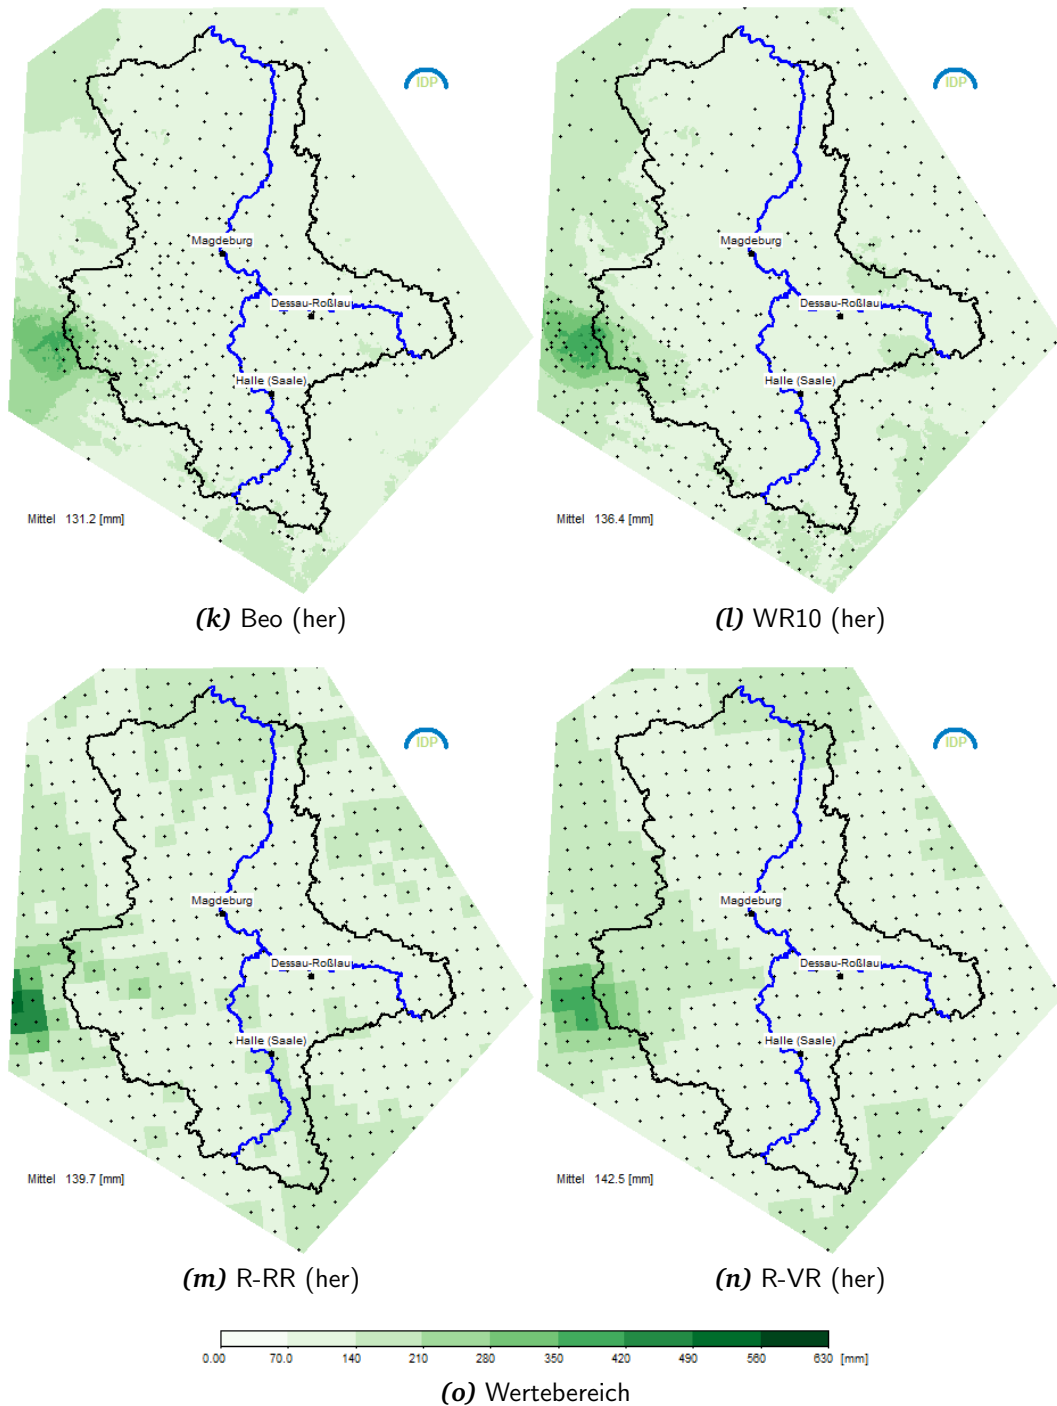 IDP
IDP
Magdeburg
Magdeburg
Dessau-Roßlau
Dessau-Roßlau
Halle (Saale)
Halle (Saale)
Mittel 131.2 [mm]
Mittel 136.4 [mm]
(k) Beo (her)
(l) WR10 (her)
IDP
IDP
Magdeburg
Magdeburg
Dessau-Roßlau
Dessau-Roßlau
Halle (Saale)
Halle (Saale)
Mittel 139.7 [mm]
Mittel 142.5 [mm]
(m) R-RR (her)
(n) R-VR (her)
0.00 70.0 140 210 280 350 420 490 560 630 [mm]
(o) Wertebereich